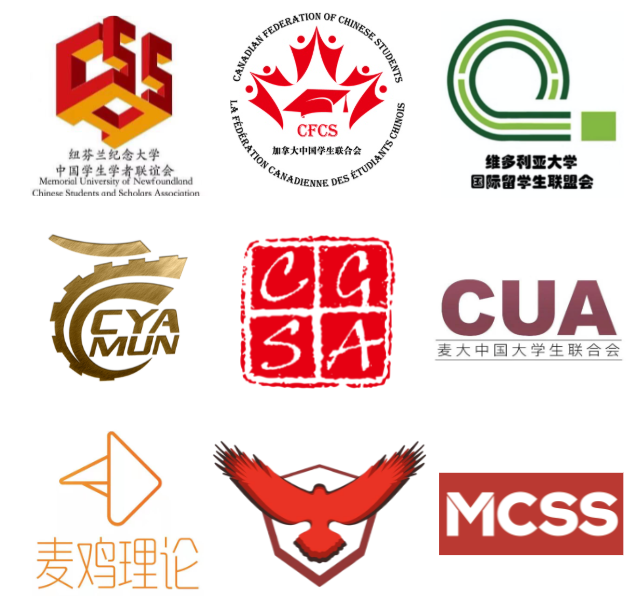 CSSA
纽芬兰纪念大学
中国学生学者联谊会
Memorial University of Newfoundland
Chinese Students and Scholars Association
CANADIAN FEDERATION OF CHINESE STUDENTS
CFCS
加拿大中国学生联合会
LA FÉDÉRATION CANADIENNE DES ÉTUDIANTS CHINOIS
维多利亚大学
国际留学生联盟会
CYA
MUN
CG
SA
CUA
麦大中国大学生联合会
麦鸡理论
MCSS